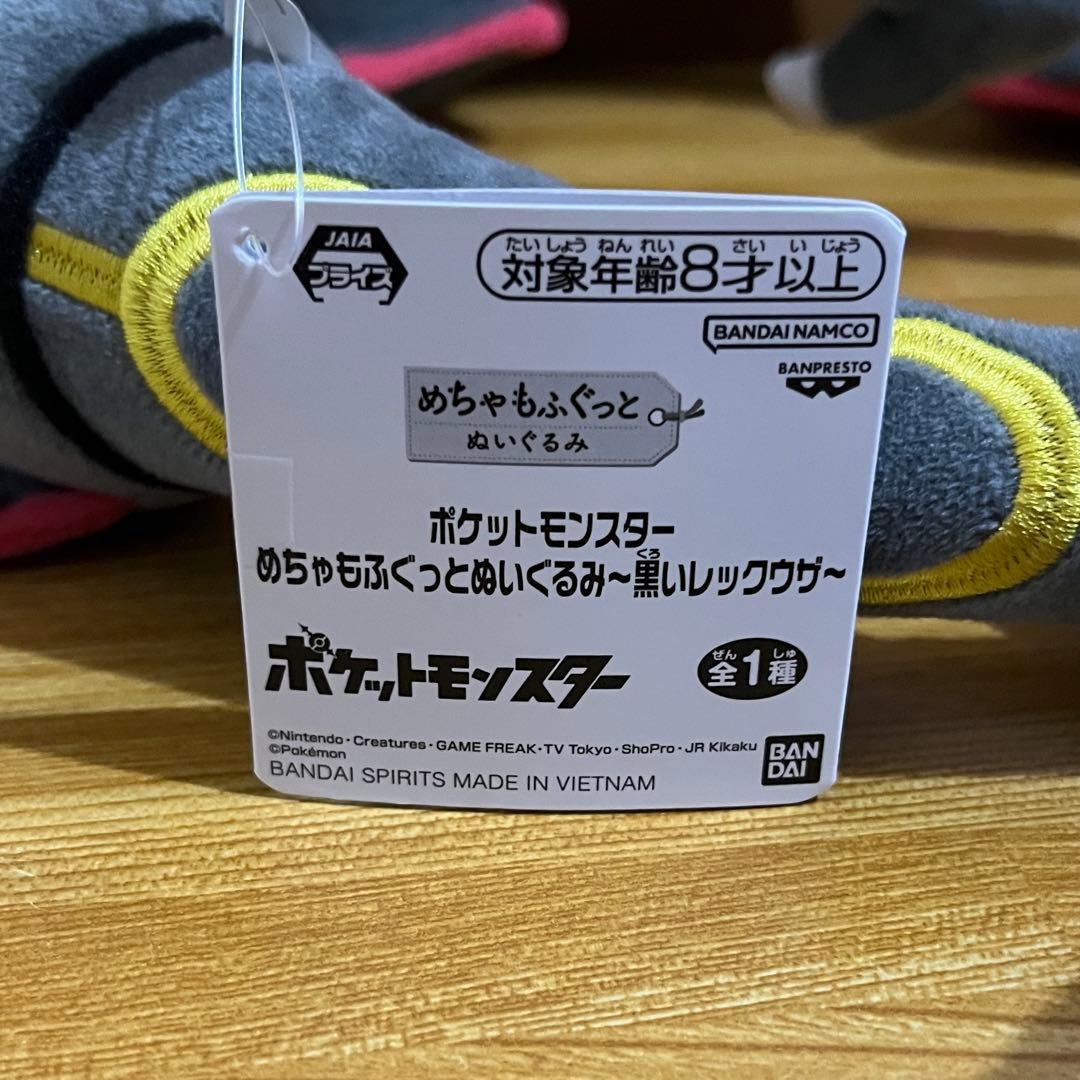 JAIA
プライズ
たいしょうねんれい さいいじょう
対象年齢8才以上
BANDAI NAMCO
BANPRESTO
めちゃもふぐっと
ぬいぐるみ
ポケットモンスター
くろ
めちゃもふぐっとぬいぐるみ~黒いレックウザ~
ポケットモンスター
ぜん しゅ
全1種
©Nintendo・Creatures・GAME FREAK・TV Tokyo・ShoPro・JR Kikaku
©Pokémon
BANDAI SPIRITS MADE IN VIETNAM
BAN
DAI